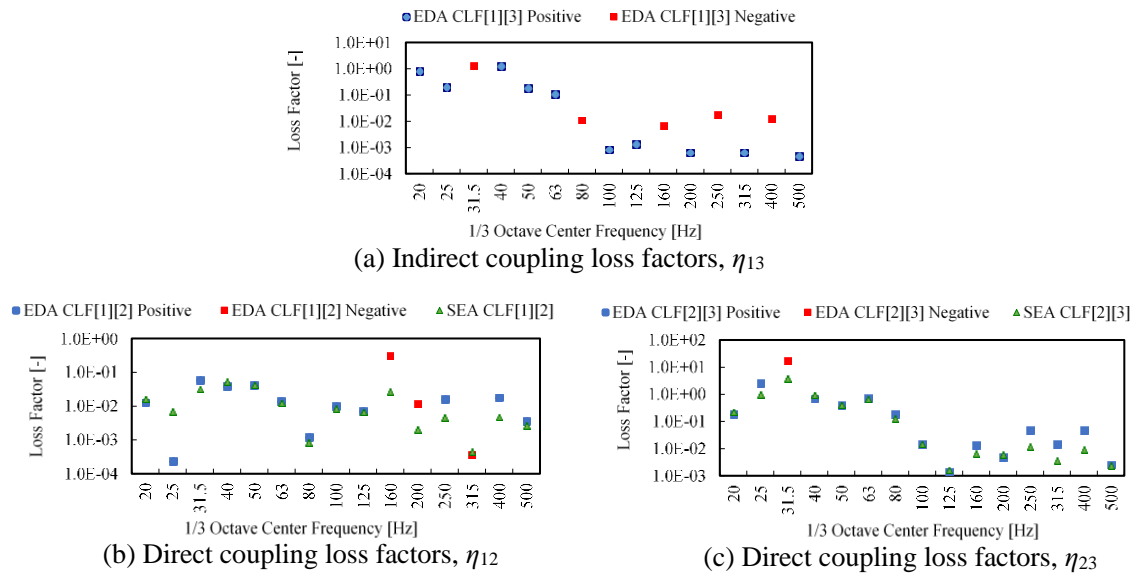 EDA CLF[1][3] Positive EDA CLF[1][3] Negative
Loss Factor [-]
1.0E+01
1.0E+00
1.0E-01
1.0E-02
1.0E-03
1.0E-04
20 25 31.5 40 50 63 80 100 125 160 200 250 315 400 500
1/3 Octave Center Frequency [Hz]
(a) Indirect coupling loss factors, η13
EDA CLF[1][2] Positive EDA CLF[1][2] Negative SEA CLF[1][2]
Loss Factor [-]
1.0E+00
1.0E-01
1.0E-02
1.0E-03
1.0E-04
20 25 31.5 40 50 63 80 100 125 160 200 250 315 400 500
1/3 Octave Center Frequency [Hz]
(b) Direct coupling loss factors, η12
EDA CLF[2][3] Positive EDA CLF[2][3] Negative SEA CLF[2][3]
Loss Factor [-]
1.0E+02
1.0E+01
1.0E+00
1.0E-01
1.0E-02
1.0E-03
20 25 31.5 40 50 63 80 100 125 160 200 250 315 400 500
1/3 Octave Center Frequency [Hz]
(c) Direct coupling loss factors, η23